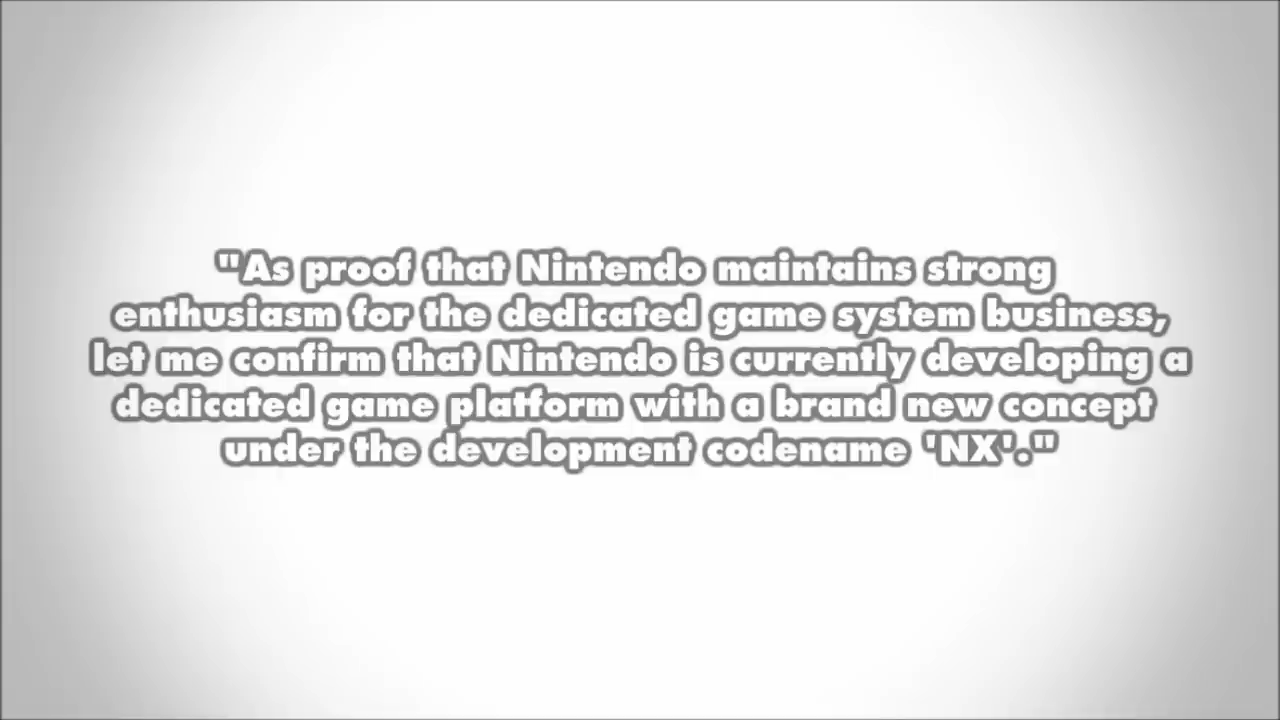 "As proof that Nintendo maintains strong
enthusiasm for the dedicated game system business,
let me confirm that Nintendo is currently developing a
dedicated game platform with a brand new concept
under the development codename 'NX'."